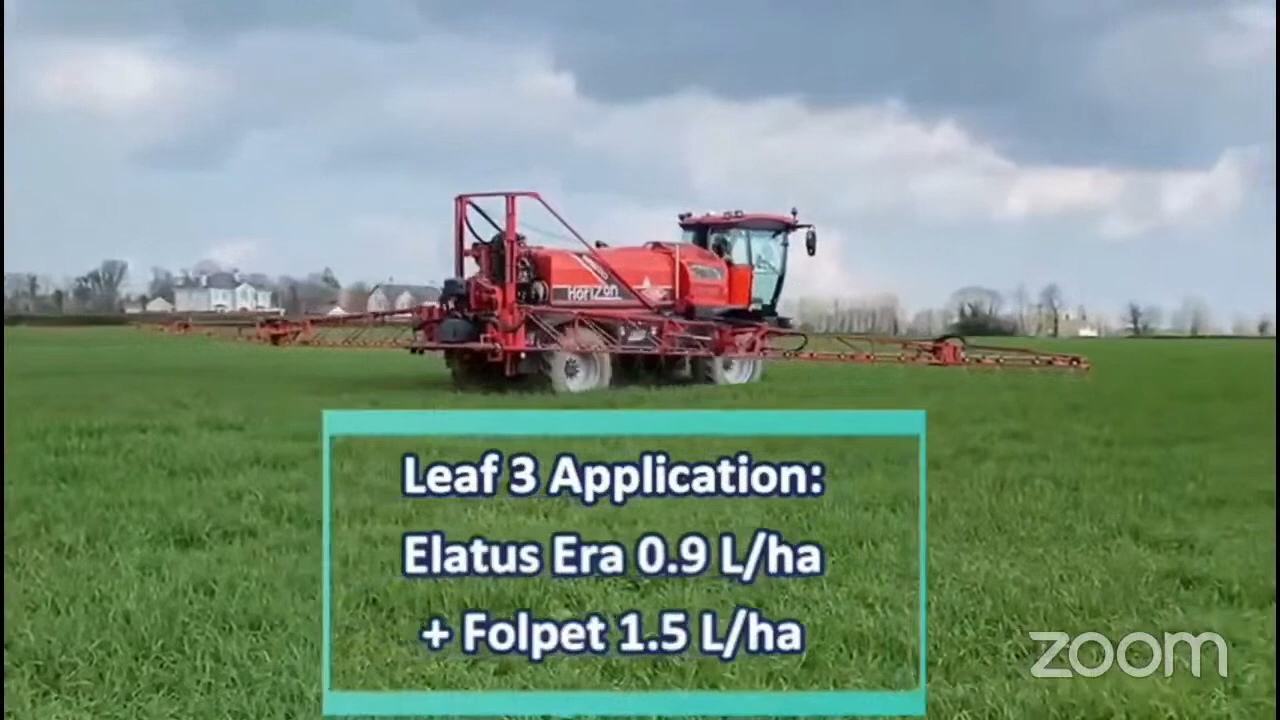 HoriZon
Leaf 3 Application:
Elatus Era 0.9 L/ha
+ Folpet 1.5 L/ha
zoom